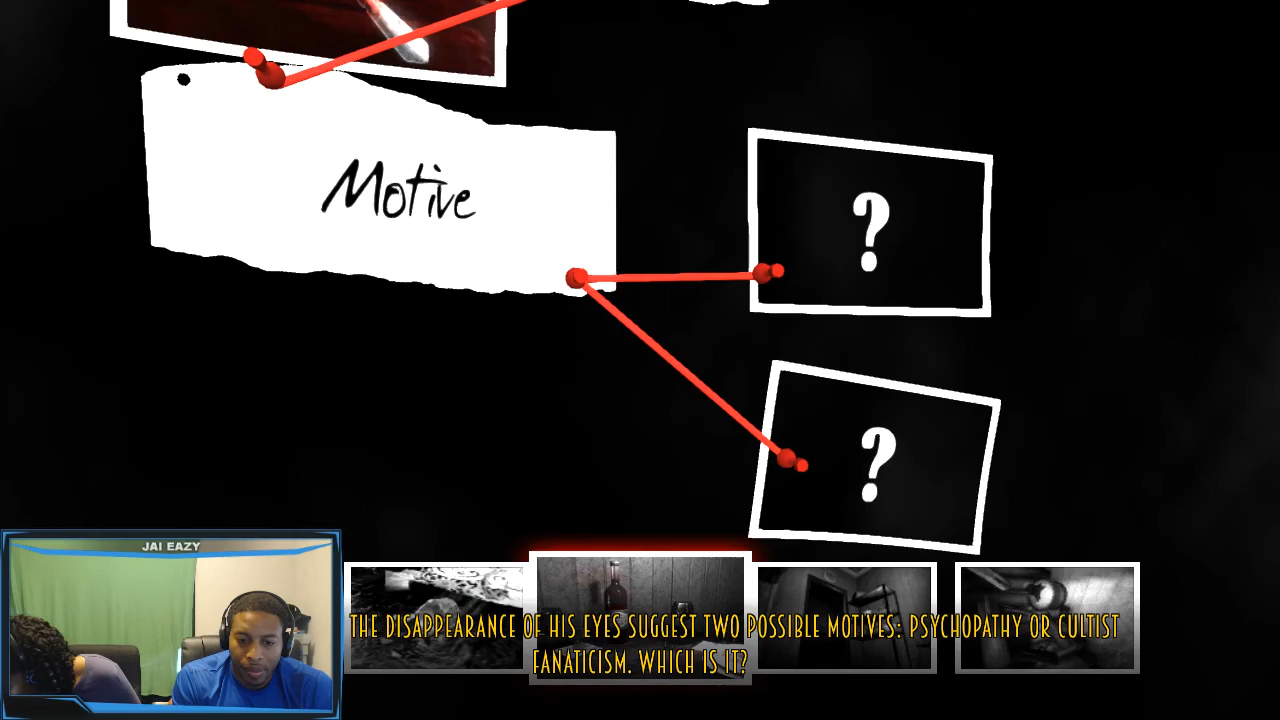 Motive
?
?
JAI EAZY
THE DISAPPEARANCE OF HIS EYES SUGGEST TWO POSSIBLE MOTIVES: PSYCHOPATHY OR CULTIST
FANATICISM. WHICH IS IT?